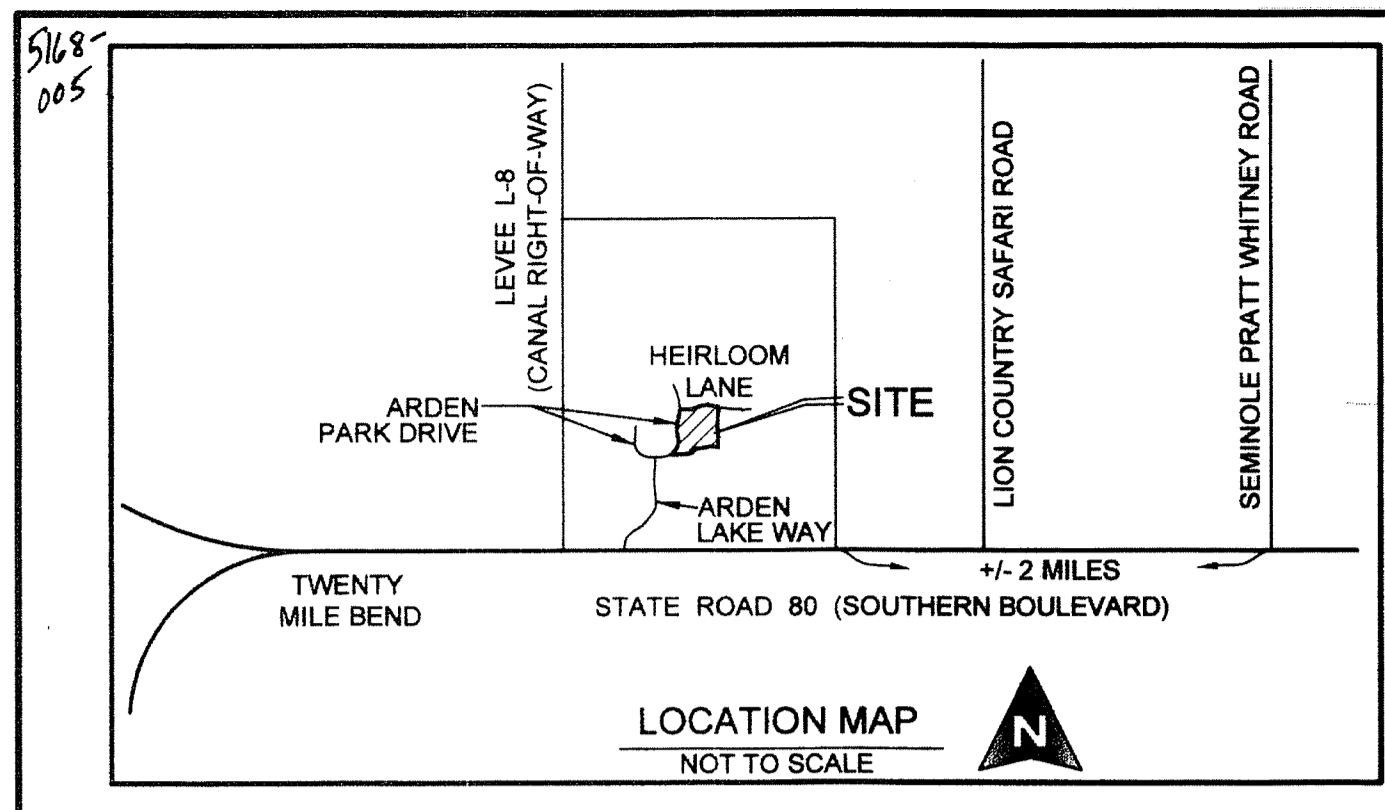 5168-
005
LEVEE L-8
(CANAL RIGHT-OF-WAY)
LION COUNTRY SAFARI ROAD
SEMINOLE PRATT WHITNEY ROAD
HEIRLOOM
LANE
ARDEN
PARK DRIVE
SITE
ARDEN
LAKE WAY
TWENTY
MILE BEND
+/- 2 MILES
STATE ROAD 80 (SOUTHERN BOULEVARD)
LOCATION MAP
NOT TO SCALE
N